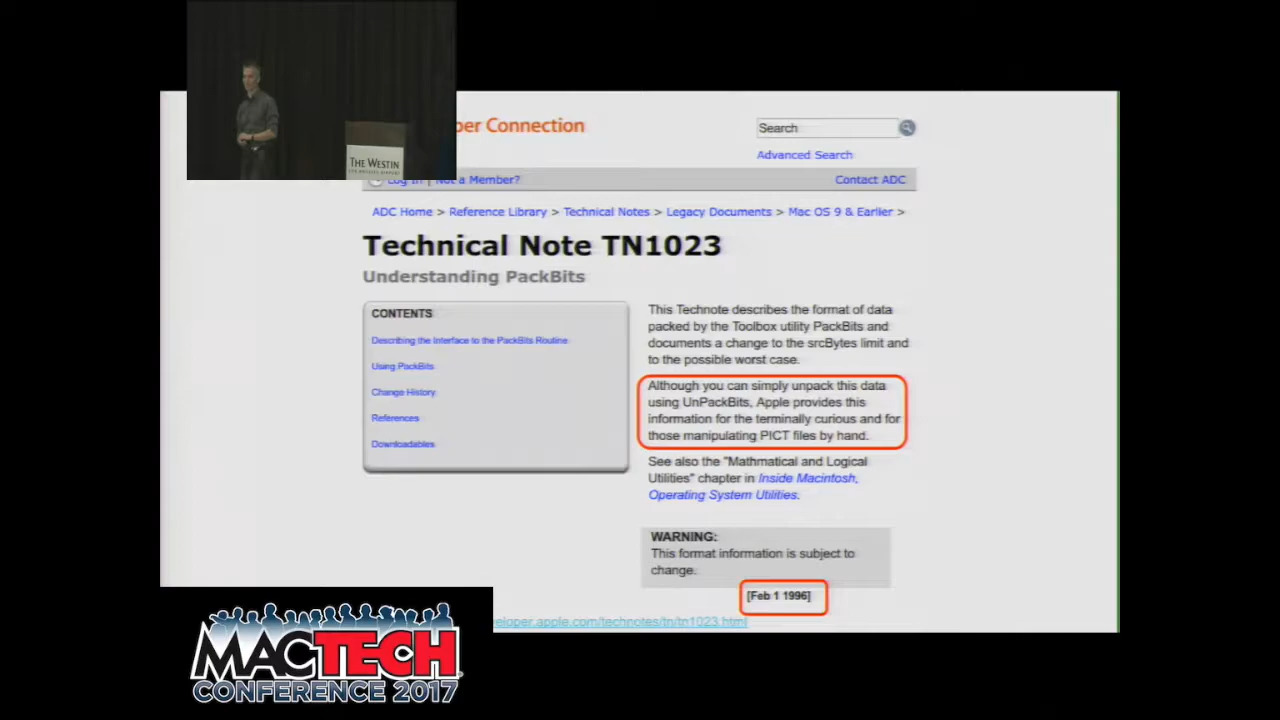 THE WESTIN
LOS ANGELES AIRPORT
per Connection
Search
Advanced Search
Log In | Not a Member?
Contact ADC
ADC Home > Reference Library > Technical Notes > Legacy Documents > Mac OS 9 & Earlier >
Technical Note TN1023
Understanding PackBits
CONTENTS
Describing the Interface to the PackBits Routine
Using PackBits
Change History
References
Downloadables
This Technote describes the format of data
packed by the Toolbox utility PackBits and
documents a change to the srcBytes limit and
to the possible worst case.
Although you can simply unpack this data
using UnPackBits, Apple provides this
information for the terminally curious and for
those manipulating PICT files by hand.
See also the "Mathmatical and Logical
Utilities" chapter in Inside Macintosh,
Operating System Utilities.
WARNING:
This format information is subject to
change.
[Feb 1 1996]
eloper.apple.com/technotes/tn/tn1023.html
MACTECH
CONFERENCE 2017